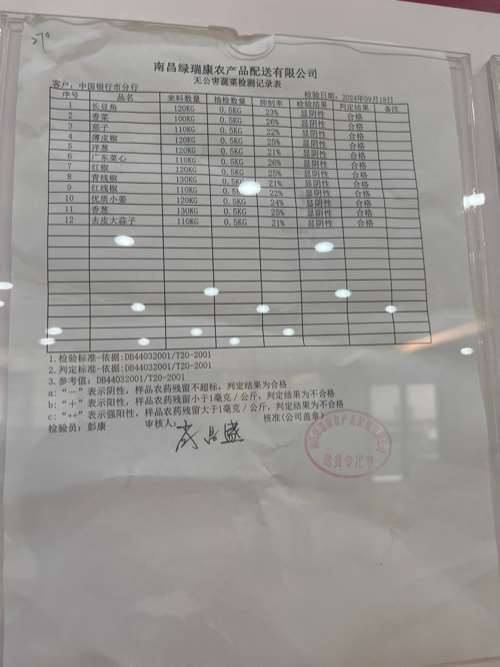 南昌绿瑞康农产品配送有限公司
无公害蔬菜检测记录表
客户: 中国银行市分行 检验日期: 2024年09月18日
序号 品名 来料数量 抽检数量 抑制率 检验结果 判定结果 备注
1 长豆角 120KG 0.5KG 23% 显阴性 合格
2 香菜 100KG 0.5KG 26% 显阴性 合格
3 茄子 110KG 0.5KG 22% 显阴性 合格
4 薄皮椒 120KG 0.5KG 25% 显阴性 合格
5 洋葱 120KG 0.5KG 21% 显阴性 合格
6 广东菜心 110KG 0.5KG 26% 显阴性 合格
7 红椒 120KG 0.5KG 25% 显阴性 合格
8 青线椒 130KG 0.5KG 21% 显阴性 合格
9 红线椒 110KG 0.5 22% 显阴性 合格
10 优质小姜 120KG 0.5KG 24% 显阴性 合格
11 香葱 130KG 0.5KG 25% 显阴性 合格
12 去皮大蒜子 110KG 0.5KG 21% 显阴性 合格
1.检验标准-依据:DB44032001/T20-2001
2.判定标准-依据:DB44032001/T20-2001
3.参考值: DB44032001/T20-2001
a: “-”表示阴性, 样品农药残留不超标, 判定结果为合格
b: “+”表示阳性, 样品农药残留小于1毫克/公斤, 判定结果为不合格
c: “++”表示强阳性, 样品农药残留大于1毫克/公斤, 判定结果为不合格
检验员: 彭康 审核人: 核准(公司盖章)